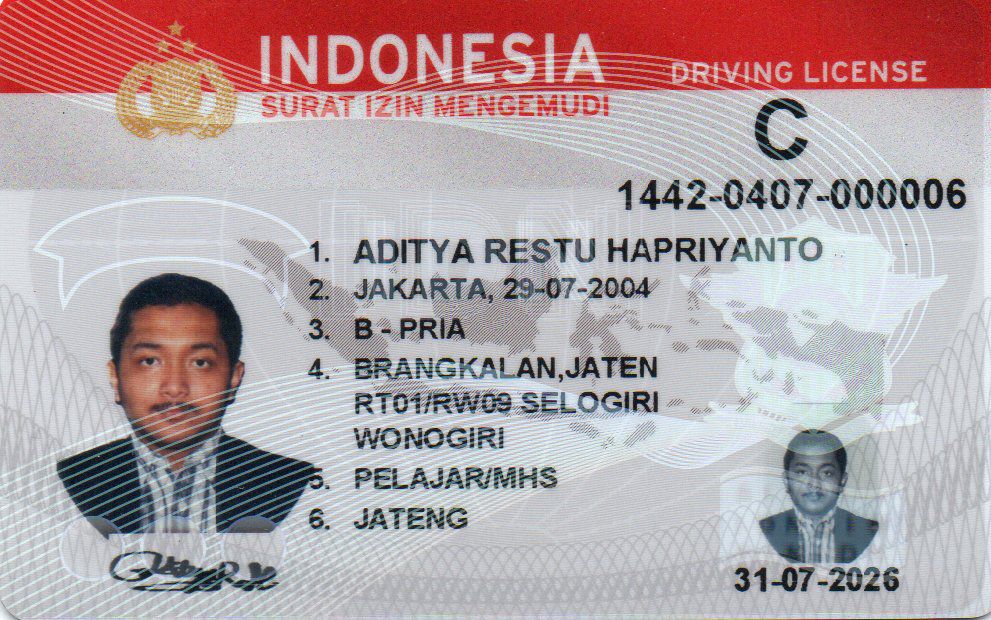 INDONESIA
DRIVING LICENSE
SURAT IZIN MENGEMUDI
C
1442-0407-000006
1. ADITYA RESTU HAPRIYANTO
2. JAKARTA, 29-07-2004
3. B - PRIA
4. BRANGKALAN,JATEN
RT01/RW09 SELOGIRI
WONOGIRI
5. PELAJAR/MHS
6. JATENG
31-07-2026